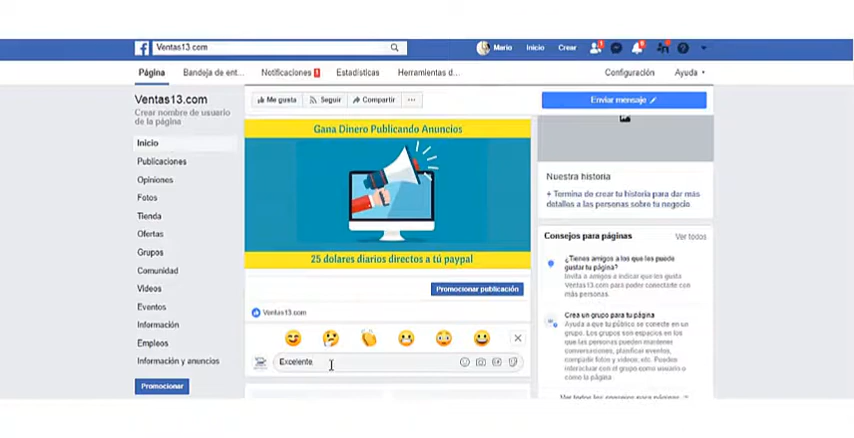 Ventas13.com
Mario Inicio Crear
Página Bandeja de ent... Notificaciones Estadísticas Herramientas d... Configuración Ayuda
Ventas13.com
Crear nombre de usuario
de la página
Me gusta Seguir Compartir ...
Enviar mensaje
Inicio
Publicaciones
Opiniones
Fotos
Tienda
Ofertas
Grupos
Comunidad
Videos
Eventos
Información
Empleos
Información y anuncios
Promocionar
Gana Dinero Publicando Anuncios
25 dolares diarios directos a tú paypal
Promocionar publicación
Ventas13.com
Excelente
Nuestra historia
+ Termina de crear tu historia para dar más
detalles a las personas sobre tu negocio
Consejos para páginas Ver todos
¿Tienes amigos a los que les puede
gustar tu página?
Invita a amigos a indicar que les gusta
Ventas13.com para poder conectarte con
más personas.
Crea un grupo para tu página
Ayuda a que tu público se conecte en un
grupo. Los grupos son espacios en los
que las personas pueden mantener
conversaciones, planificar eventos,
compartir fotos y videos, etc. Puedes
interactuar con el grupo como usuario o
como la página
Ver todos los consejos para páginas